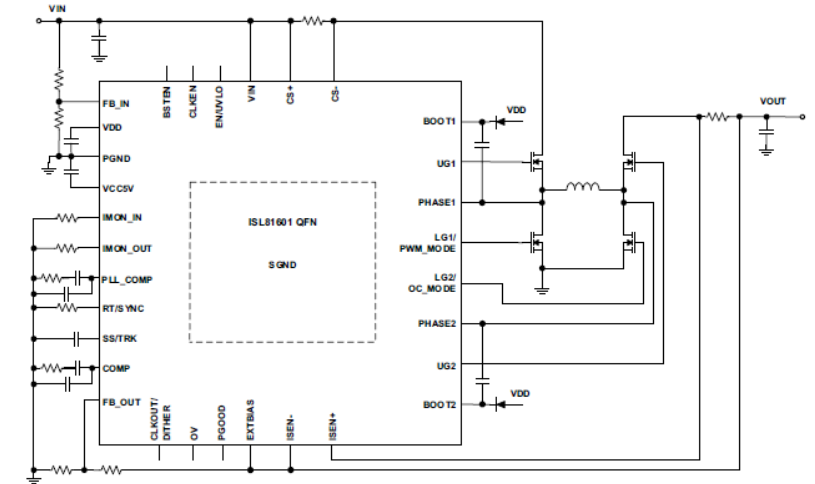 VIN
VOUT
BSTEN
CLKEN
EN/UVLO
VIN
CS+
CS-
FB_IN
VDD
PGND
VCC5V
IMON_IN
IMON_OUT
PLL_COMP
RT/SYNC
SS/TRK
COMP
FB_OUT
ISL81601 QFN
SGND
BOOT1
VDD
UG1
PHASE1
LG1/
PWM_MODE
LG2/
OC_MODE
PHASE2
UG2
BOOT2
VDD
CLKOUT/
DITHER
OV
PGOOD
EXTBIAS
ISEN-
ISEN+